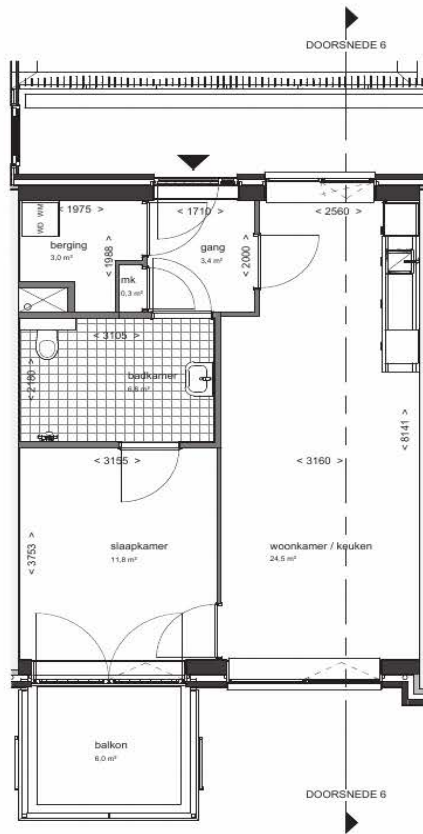 DOORSNEDE 6
WD WM
< 1975 >
< 1710 >
< 2560 >
berging
3,0 m²
< 1988 >
gang
3,4 m²
< 2000 >
mk
0,3 m²
< 3105 >
< 2180 >
badkamer
6,8 m²
< 8141 >
< 3155 >
< 3160 >
< 3753 >
slaapkamer
11,8 m²
woonkamer / keuken
24,5 m²
balkon
6,0 m²
DOORSNEDE 6